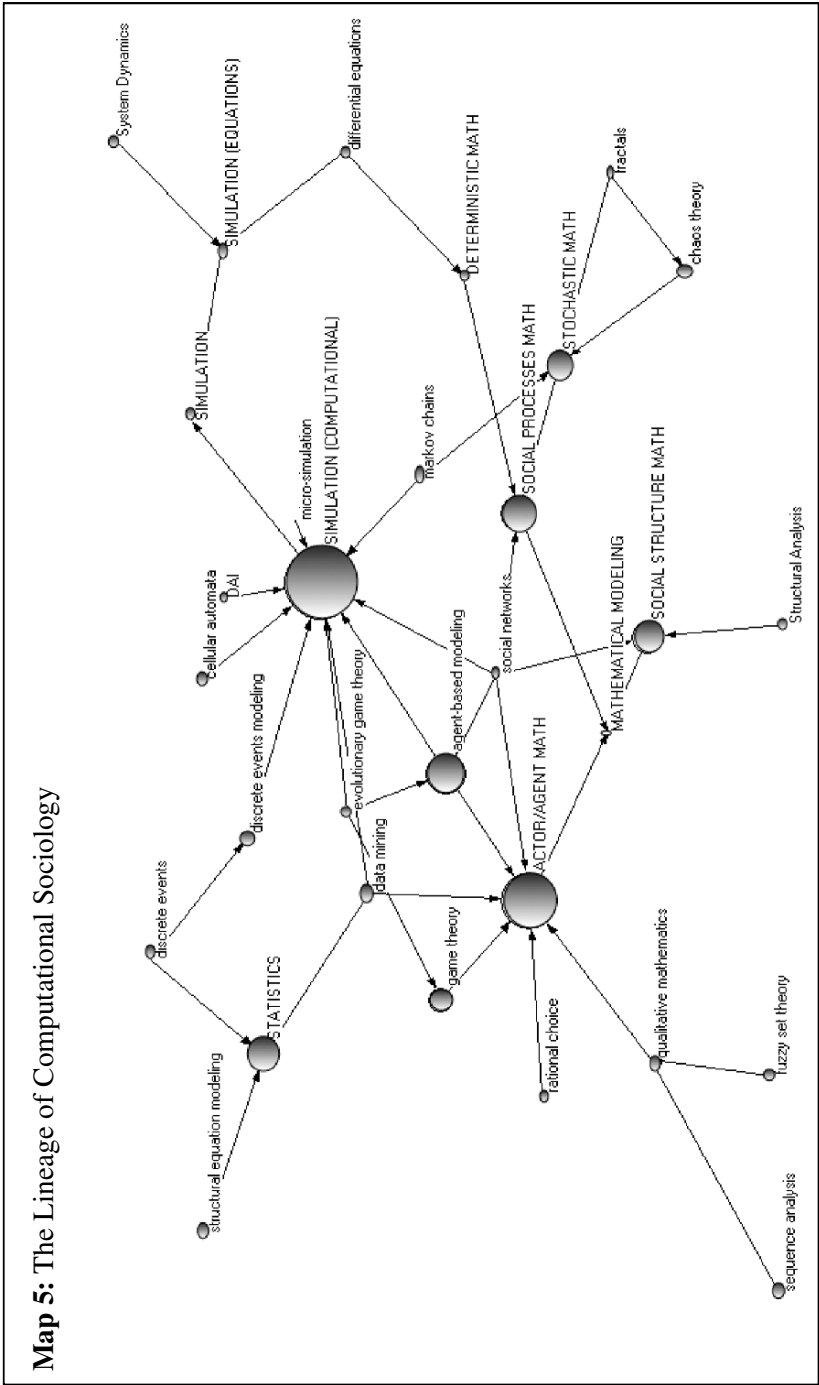 Map 5: The Lineage of Computational Sociology
System Dynamics
SIMULATION (EQUATIONS)
differential equations
SIMULATION
DETERMINISTIC MATH
fractals
chaos theory
STOCHASTIC MATH
SOCIAL PROCESSES MATH
markov chains
micro-simulation
SIMULATION (COMPUTATIONAL)
DAI
cellular automata
discrete events modeling
discrete events
evolutionary game theory
agent-based modeling
social networks
MATHEMATICAL MODELING
SOCIAL STRUCTURE MATH
Structural Analysis
data mining
ACTOR/AGENT MATH
game theory
STATISTICS
structural equation modeling
rational choice
qualitative mathematics
fuzzy set theory
sequence analysis